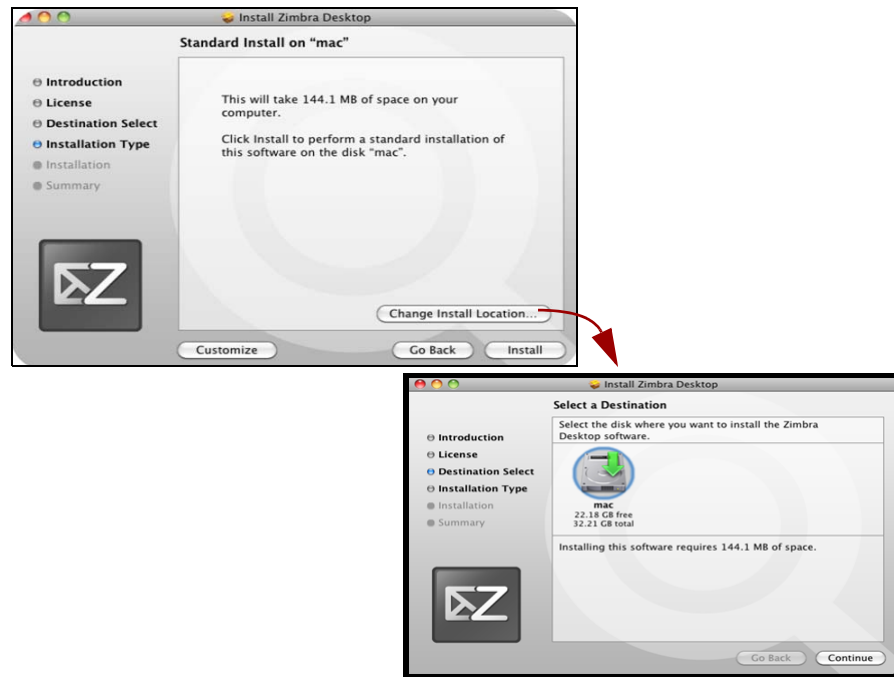 Install Zimbra Desktop
Standard Install on “mac”
Introduction
License
Destination Select
Installation Type
Installation
Summary
This will take 144.1 MB of space on your
computer.
Click Install to perform a standard installation of
this software on the disk “mac”.
Change Install Location...
Customize
Go Back
Install
Install Zimbra Desktop
Select a Destination
Introduction
License
Destination Select
Installation Type
Installation
Summary
Select the disk where you want to install the Zimbra
Desktop software.
mac
22.18 GB free
32.21 GB total
Installing this software requires 144.1 MB of space.
Go Back
Continue